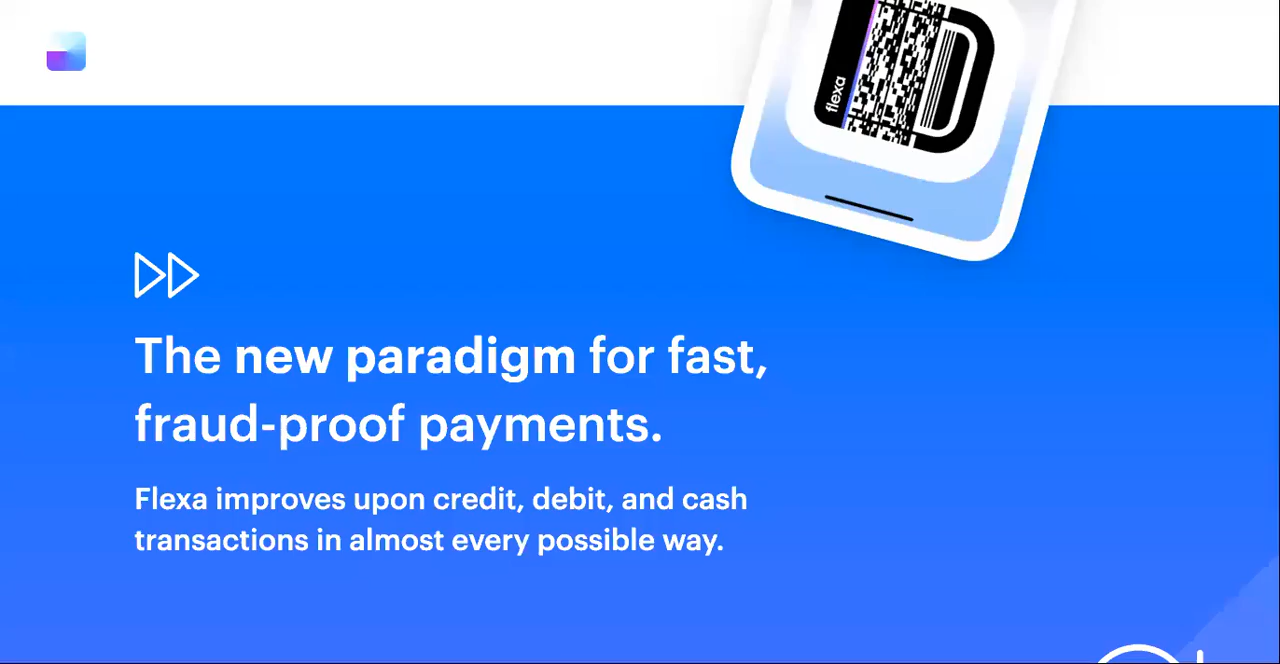 flexa
The new paradigm for fast,
fraud-proof payments.
Flexa improves upon credit, debit, and cash
transactions in almost every possible way.